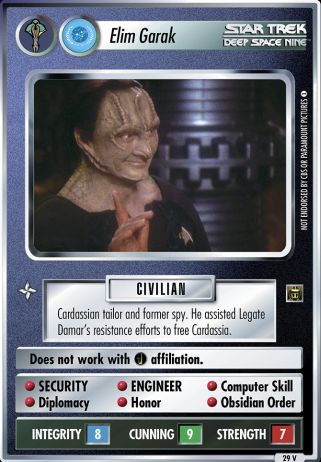 Elim Garak
STAR TREK
DEEP SPACE NINE
NOT ENDORSED BY CBS OR PARAMOUNT PICTURES
CIVILIAN
Cardassian tailor and former spy. He assisted Legate
Damar's resistance efforts to free Cardassia.
Does not work with affiliation.
SECURITY ENGINEER Computer Skill
Diplomacy Honor Obsidian Order
INTEGRITY 8 CUNNING 9 STRENGTH 7
29 V